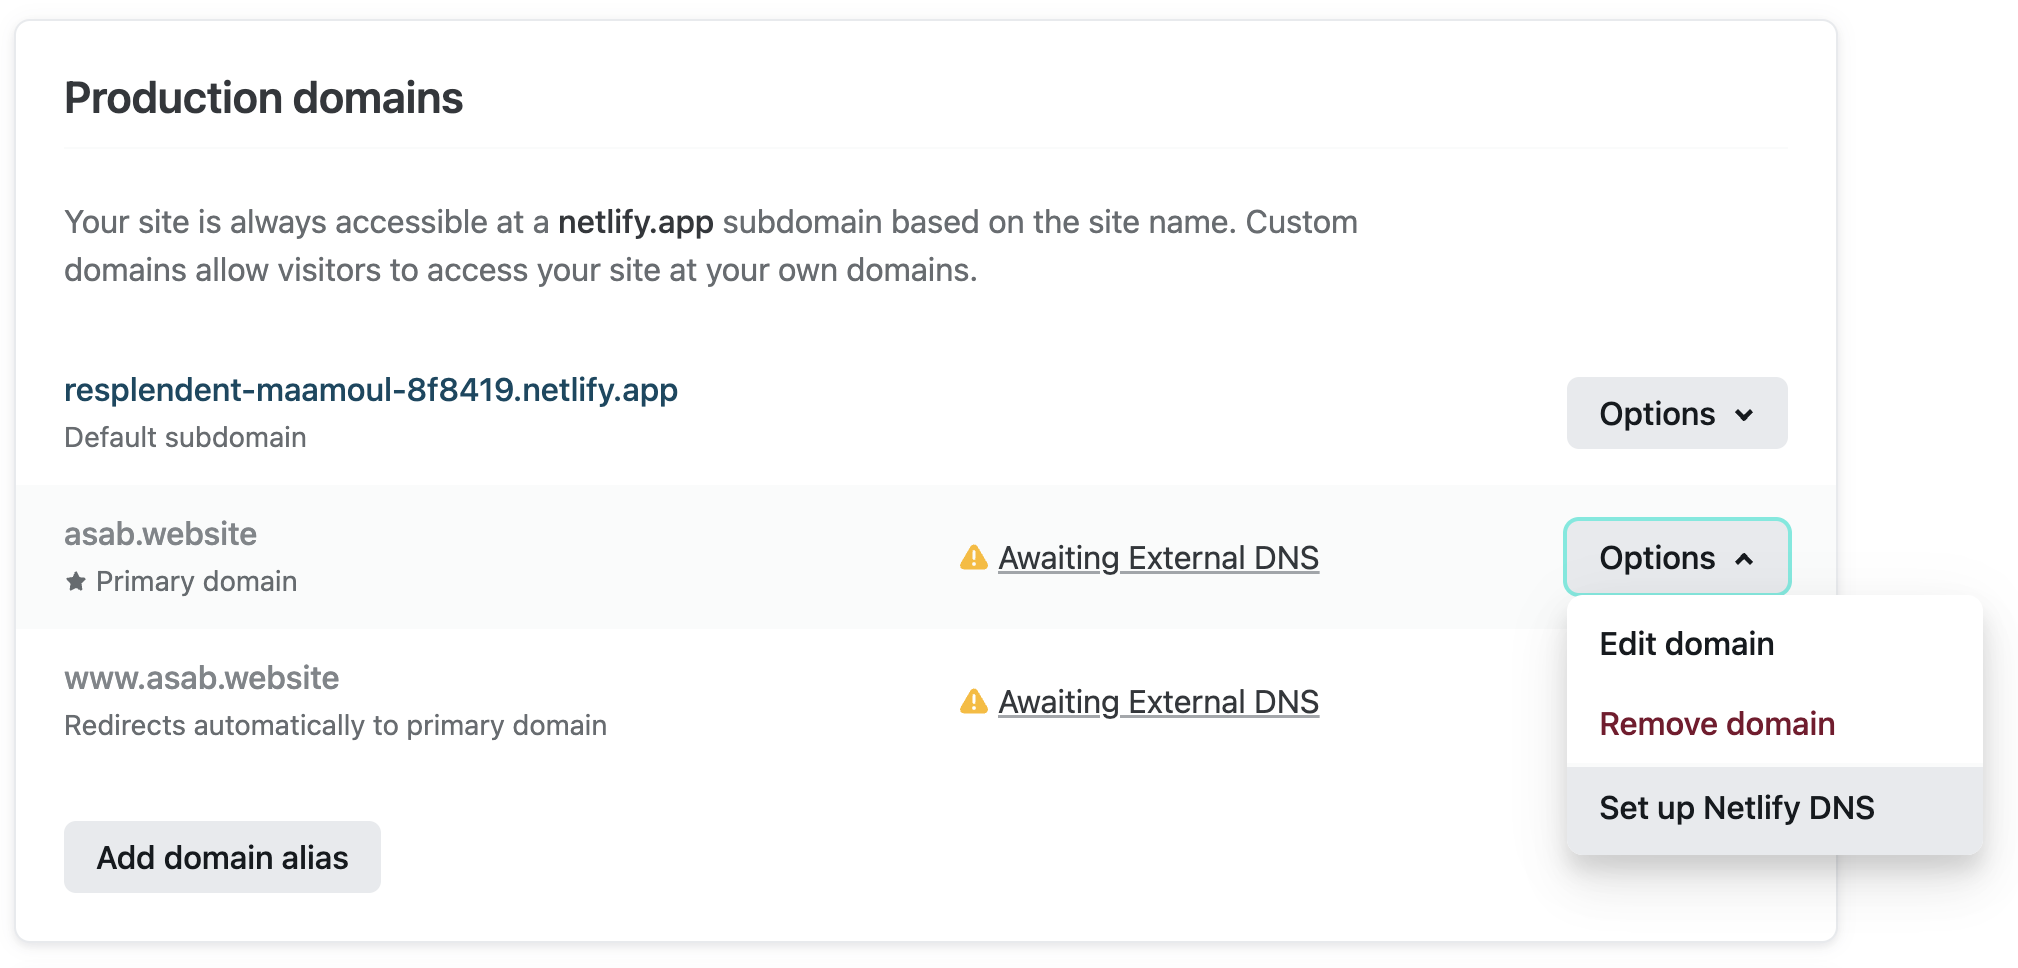 Production domains
Your site is always accessible at a netlify.app subdomain based on the site name. Custom
domains allow visitors to access your site at your own domains.
resplendent-maamoul-8f8419.netlify.app
Default subdomain
Options
asab.website
Primary domain
Awaiting External DNS
Options
Edit domain
Remove domain
Set up Netlify DNS
www.asab.website
Redirects automatically to primary domain
Awaiting External DNS
Add domain alias